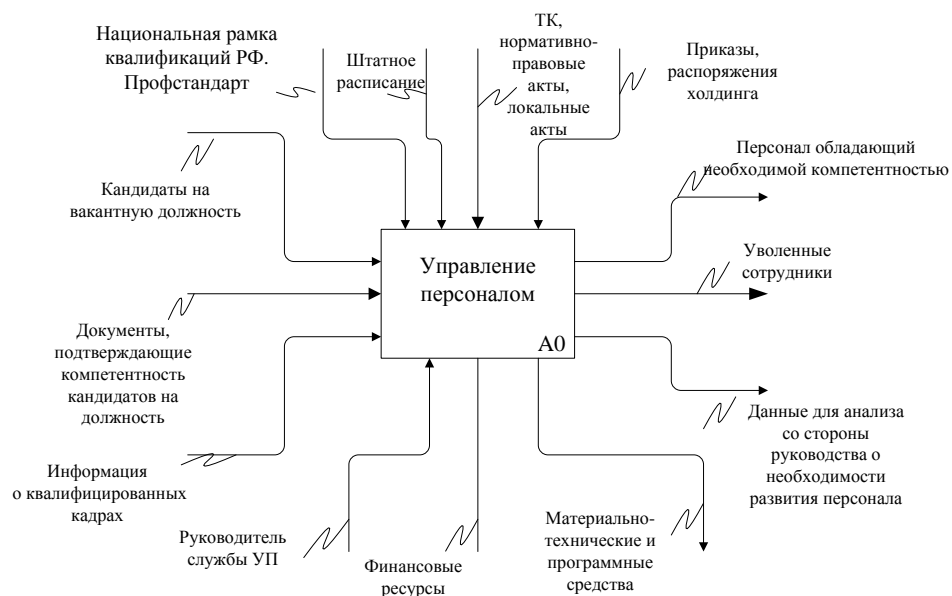 Национальная рамка
квалификаций РФ.
Профстандарт
Штатное
расписание
ТК,
нормативно-
правовые
акты,
локальные
акты
Приказы,
распоряжения
холдинга
Кандидаты на
вакантную должность
Персонал обладающий
необходимой компетентностью
Управление
персоналом
А0
Уволенные
сотрудники
Документы,
подтверждающие
компетентность
кандидатов на
должность
Данные для анализа
со стороны
руководства о
необходимости
развития персонала
Информация
о квалифицированных
кадрах
Руководитель
службы УП
Финансовые
ресурсы
Материально-
технические и
программные
средства